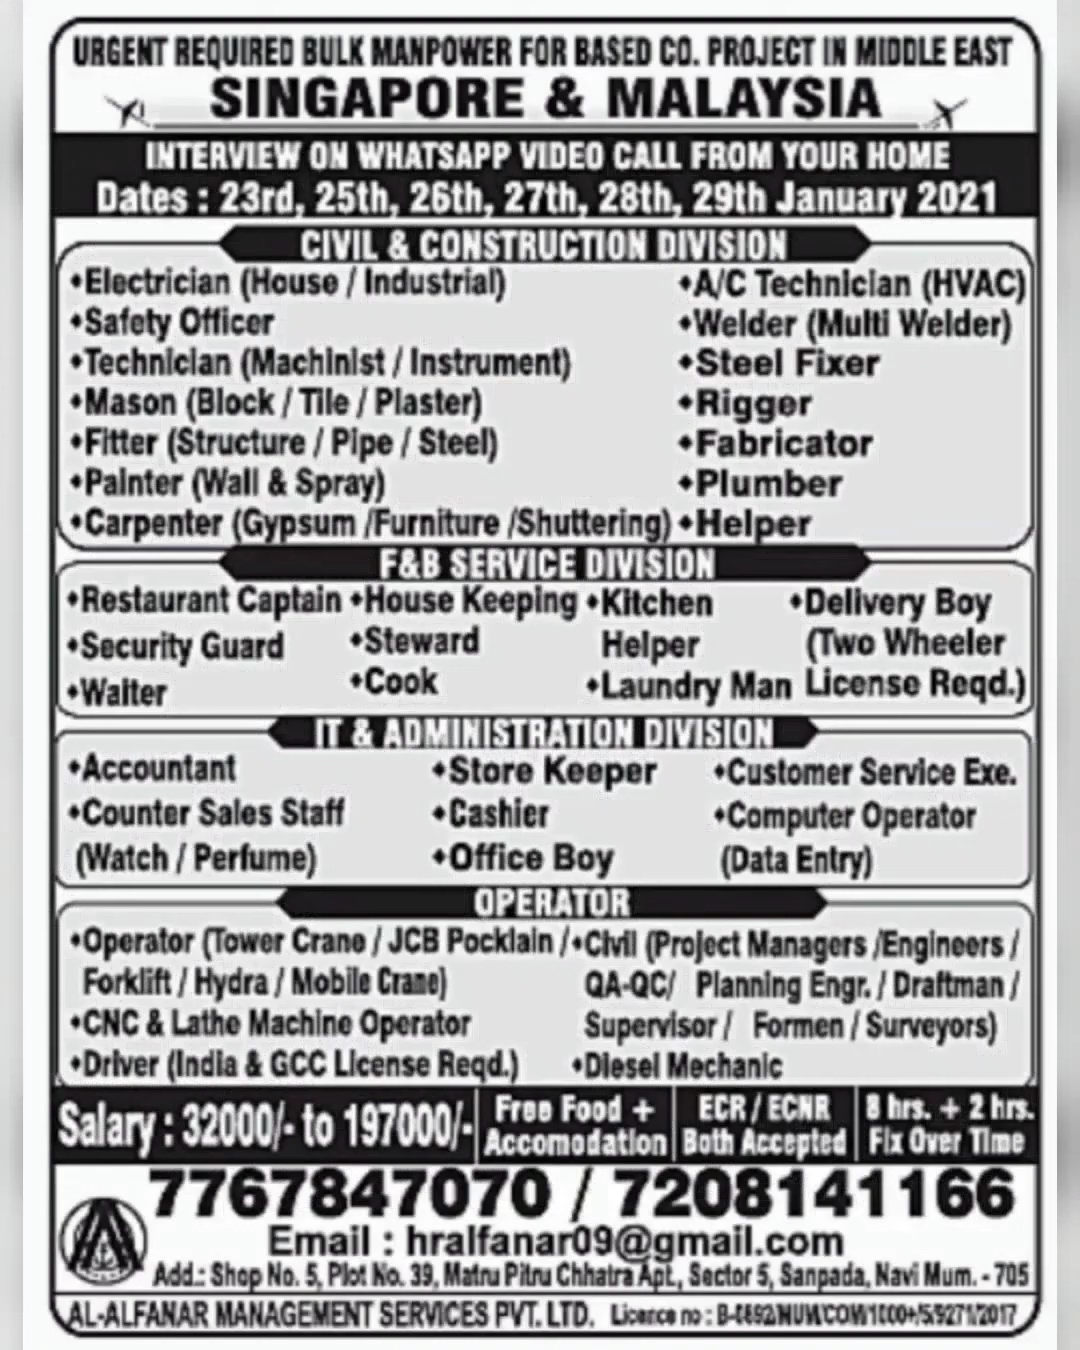 URGENT REQUIRED BULK MANPOWER FOR BASED CO. PROJECT IN MIDDLE EAST
SINGAPORE & MALAYSIA
INTERVIEW ON WHATSAPP VIDEO CALL FROM YOUR HOME
Dates : 23rd, 25th, 26th, 27th, 28th, 29th January 2021
CIVIL & CONSTRUCTION DIVISION
•Electrician (House / Industrial)
•Safety Officer
•Technician (Machinist / Instrument)
•Mason (Block / Tile / Plaster)
•Fitter (Structure / Pipe / Steel)
•Painter (Wall & Spray)
•Carpenter (Gypsum /Furniture /Shuttering)
•A/C Technician (HVAC)
•Welder (Multi Welder)
•Steel Fixer
•Rigger
•Fabricator
•Plumber
•Helper
F&B SERVICE DIVISION
•Restaurant Captain
•Security Guard
•Waiter
•House Keeping
•Steward
•Cook
•Kitchen
Helper
•Laundry Man
•Delivery Boy
(Two Wheeler
License Reqd.)
IT & ADMINISTRATION DIVISION
•Accountant
•Counter Sales Staff
(Watch / Perfume)
•Store Keeper
•Cashier
•Office Boy
•Customer Service Exe.
•Computer Operator
(Data Entry)
OPERATOR
•Operator (Tower Crane / JCB Pocklain /
Forklift / Hydra / Mobile Crane)
•CNC & Lathe Machine Operator
•Driver (India & GCC License Reqd.)
•Civil (Project Managers /Engineers /
QA-QC/ Planning Engr. / Draftman /
Supervisor / Formen / Surveyors)
•Diesel Mechanic
Salary : 32000/- to 197000/-
Free Food +
Accomodation
ECR / ECNR
Both Accepted
8 hrs. + 2 hrs.
Fix Over Time
7767847070 / 7208141166
Email : hralfanar09@gmail.com
Add.: Shop No. 5, Plot No. 39, Matru Pitru Chhatra Apt., Sector 5, Sanpada, Navi Mum. - 705
AL-ALFANAR MANAGEMENT SERVICES PVT. LTD. Licence no :